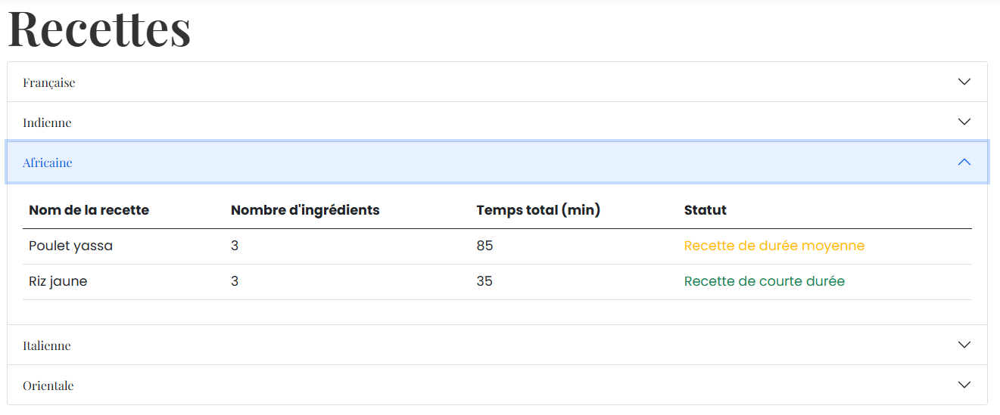 Recettes
Française
Indienne
Africaine
Nom de la recette Nombre d'ingrédients Temps total (min) Statut
Poulet yassa 3 85 Recette de durée moyenne
Riz jaune 3 35 Recette de courte durée
Italienne
Orientale